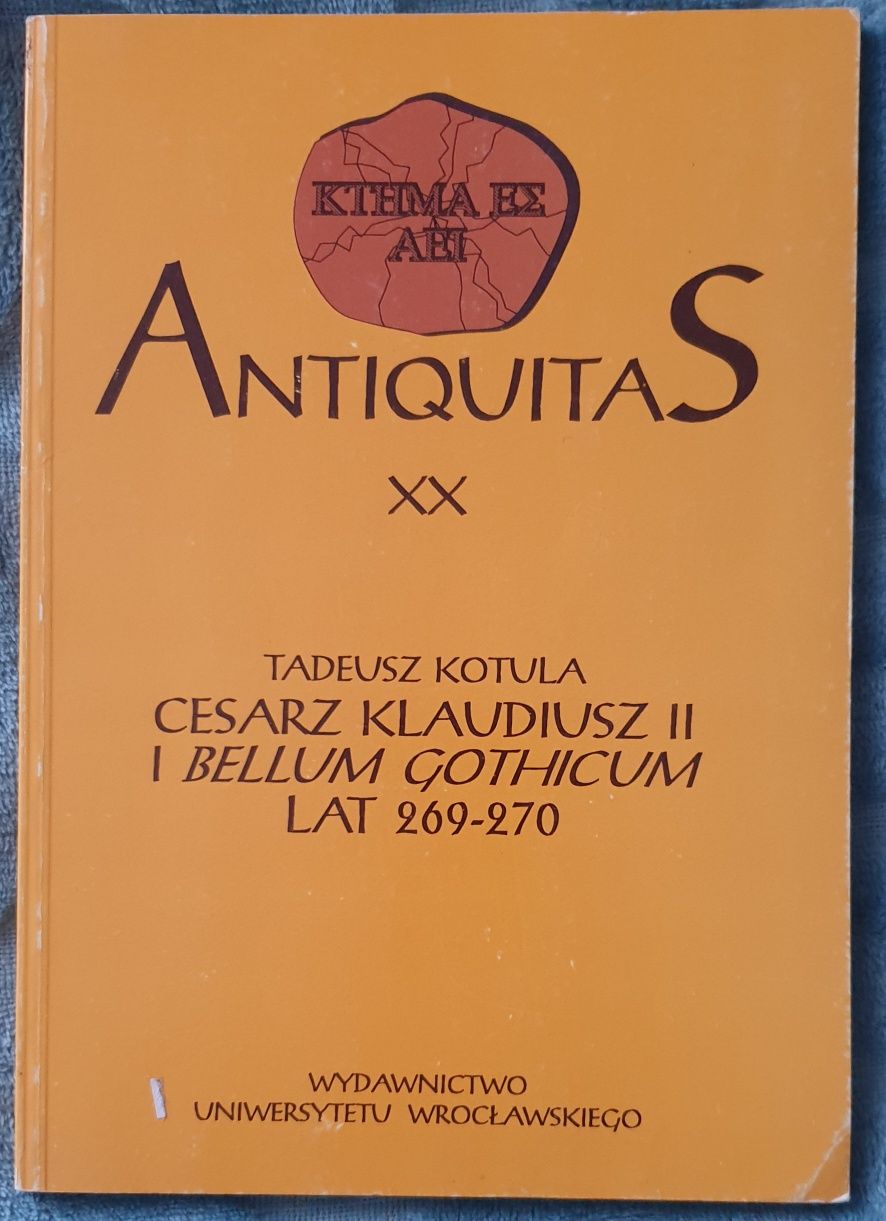 ΚΤΗΜΑ ΕΣ
ΑΕΙ
ANTIQUITAS
XX
TADEUSZ KOTULA
CESARZ KLAUDIUSZ II
I BELLUM GOTHICUM
LAT 269-270
WYDAWNICTWO
UNIWERSYTETU WROCŁAWSKIEGO